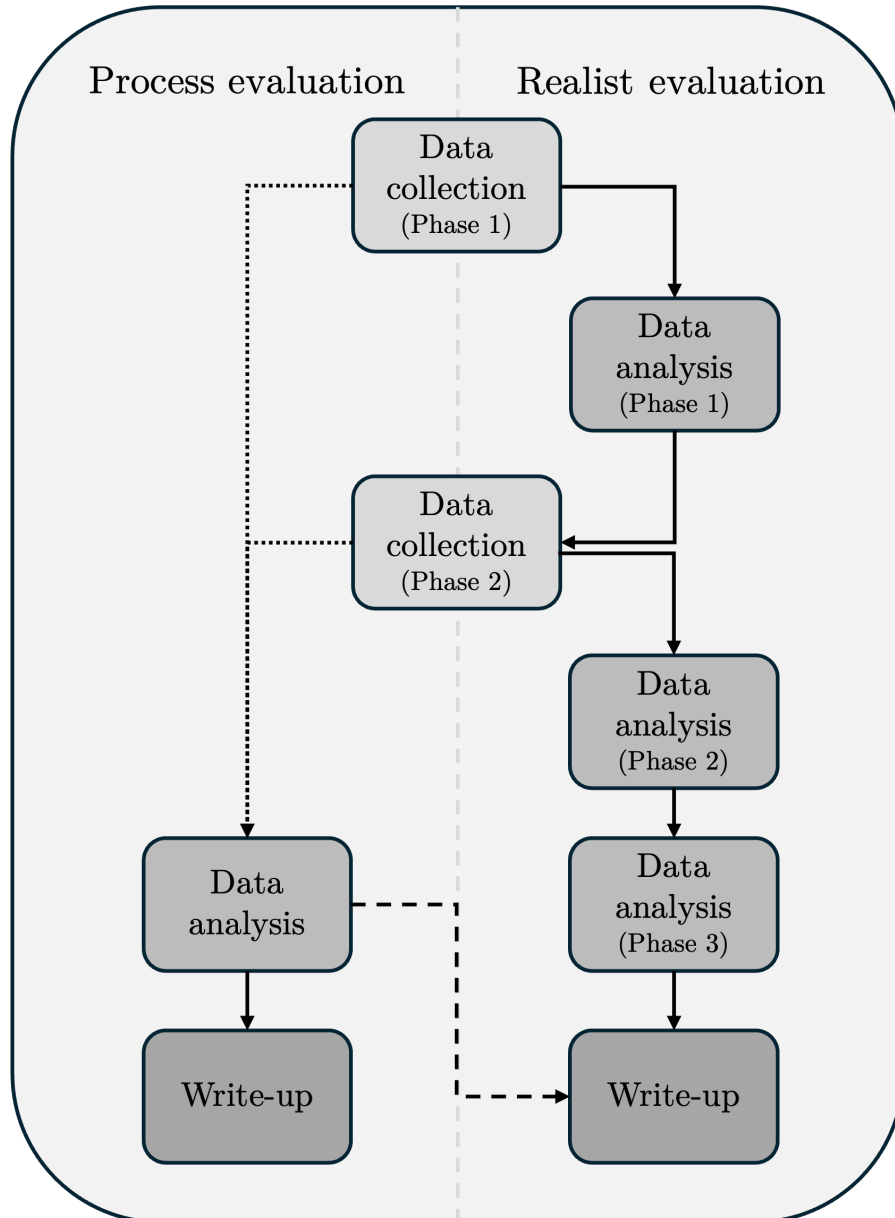 Process evaluation
Realist evaluation
Data
collection
(Phase 1)
Data
analysis
(Phase 1)
Data
collection
(Phase 2)
Data
analysis
(Phase 2)
Data
analysis
Data
analysis
(Phase 3)
Write-up
Write-up